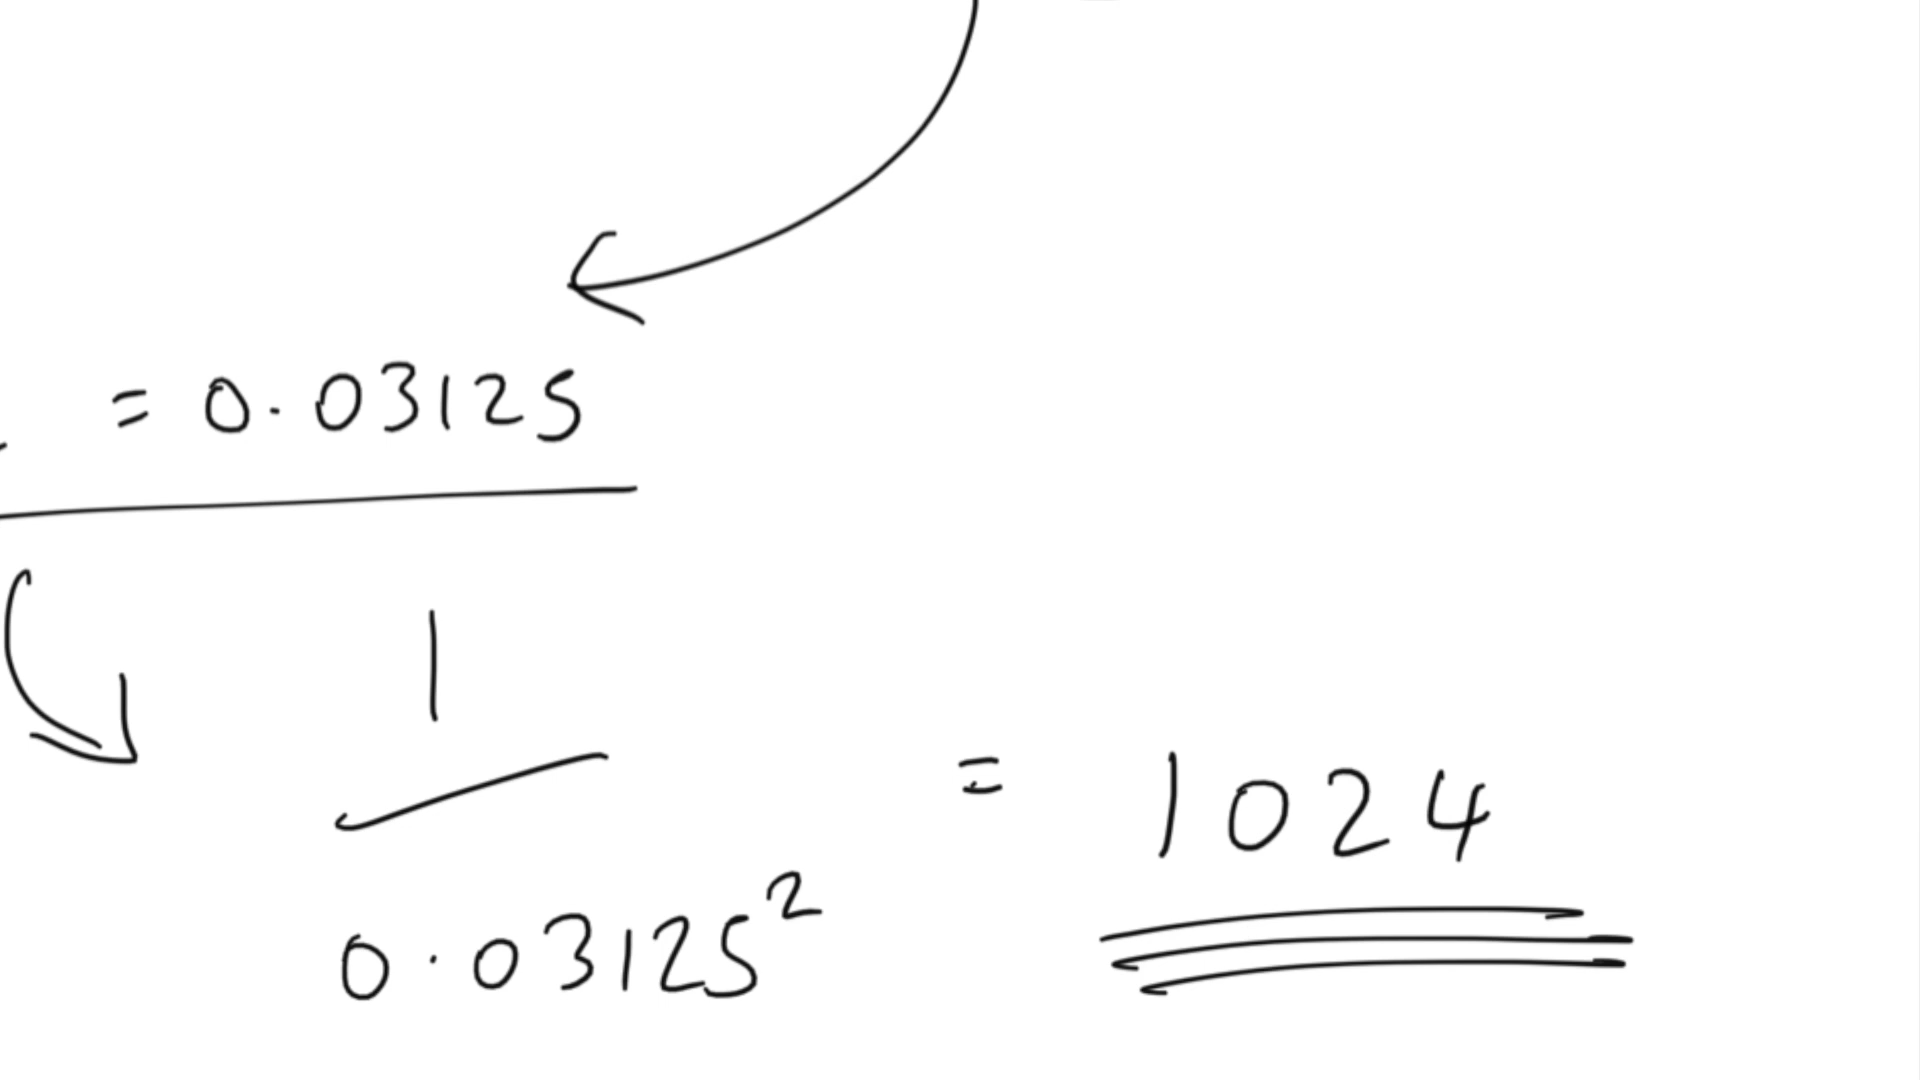 = 0.03125
1
= 1024
0.03125²